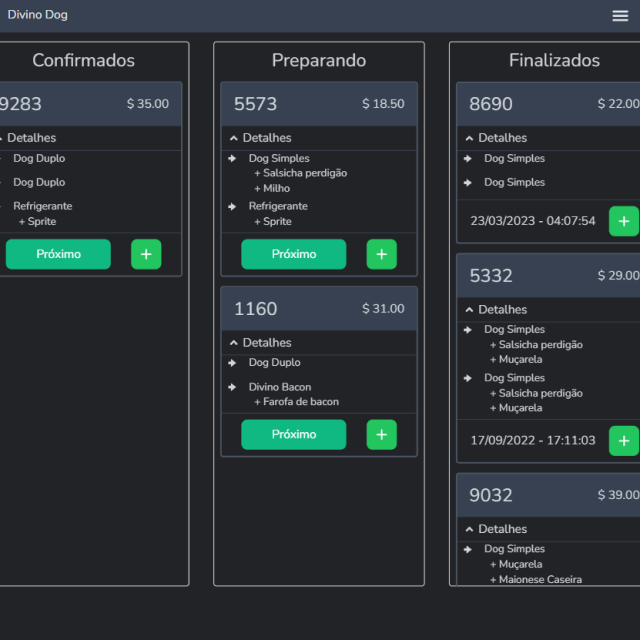 Divino Dog
Confirmados
9283 $ 35.00
Detalhes
Dog Duplo
Dog Duplo
Refrigerante
+ Sprite
Próximo +
Preparando
5573 $ 18.50
Detalhes
Dog Simples
+ Salsicha perdigão
+ Milho
Refrigerante
+ Sprite
Próximo +
1160 $ 31.00
Detalhes
Dog Duplo
Divino Bacon
+ Farofa de bacon
Próximo +
Finalizados
8690 $ 22.00
Detalhes
Dog Simples
Dog Simples
23/03/2023 - 04:07:54 +
5332 $ 29.00
Detalhes
Dog Simples
+ Salsicha perdigão
+ Muçarela
Dog Simples
+ Salsicha perdigão
+ Muçarela
17/09/2022 - 17:11:03 +
9032 $ 39.00
Detalhes
Dog Simples
+ Muçarela
+ Maionese Caseira